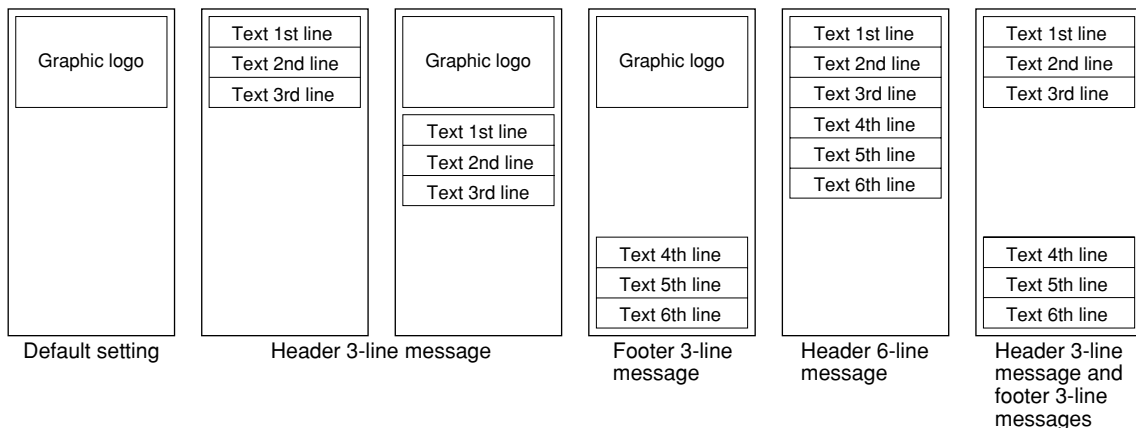 Graphic logo
Default setting
Text 1st line
Text 2nd line
Text 3rd line
Graphic logo
Text 1st line
Text 2nd line
Text 3rd line
Header 3-line message
Graphic logo
Text 4th line
Text 5th line
Text 6th line
Footer 3-line
message
Text 1st line
Text 2nd line
Text 3rd line
Text 4th line
Text 5th line
Text 6th line
Header 6-line
message
Text 1st line
Text 2nd line
Text 3rd line
Text 4th line
Text 5th line
Text 6th line
Header 3-line
message and
footer 3-line
messages